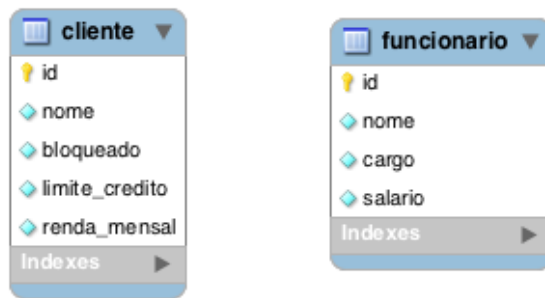 cliente
id
nome
bloqueado
limite_credito
renda_mensal
Indexes
funcionario
id
nome
cargo
salario
Indexes